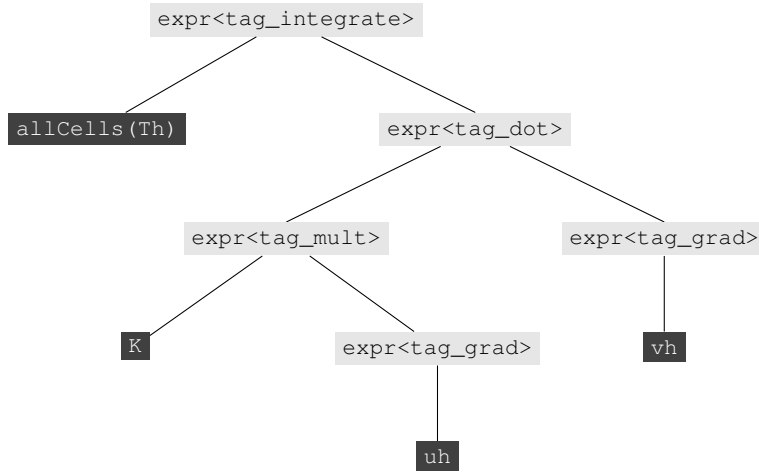 expr<tag_integrate>
allCells(Th)
expr<tag_dot>
expr<tag_mult>
expr<tag_grad>
K
expr<tag_grad>
vh
uh